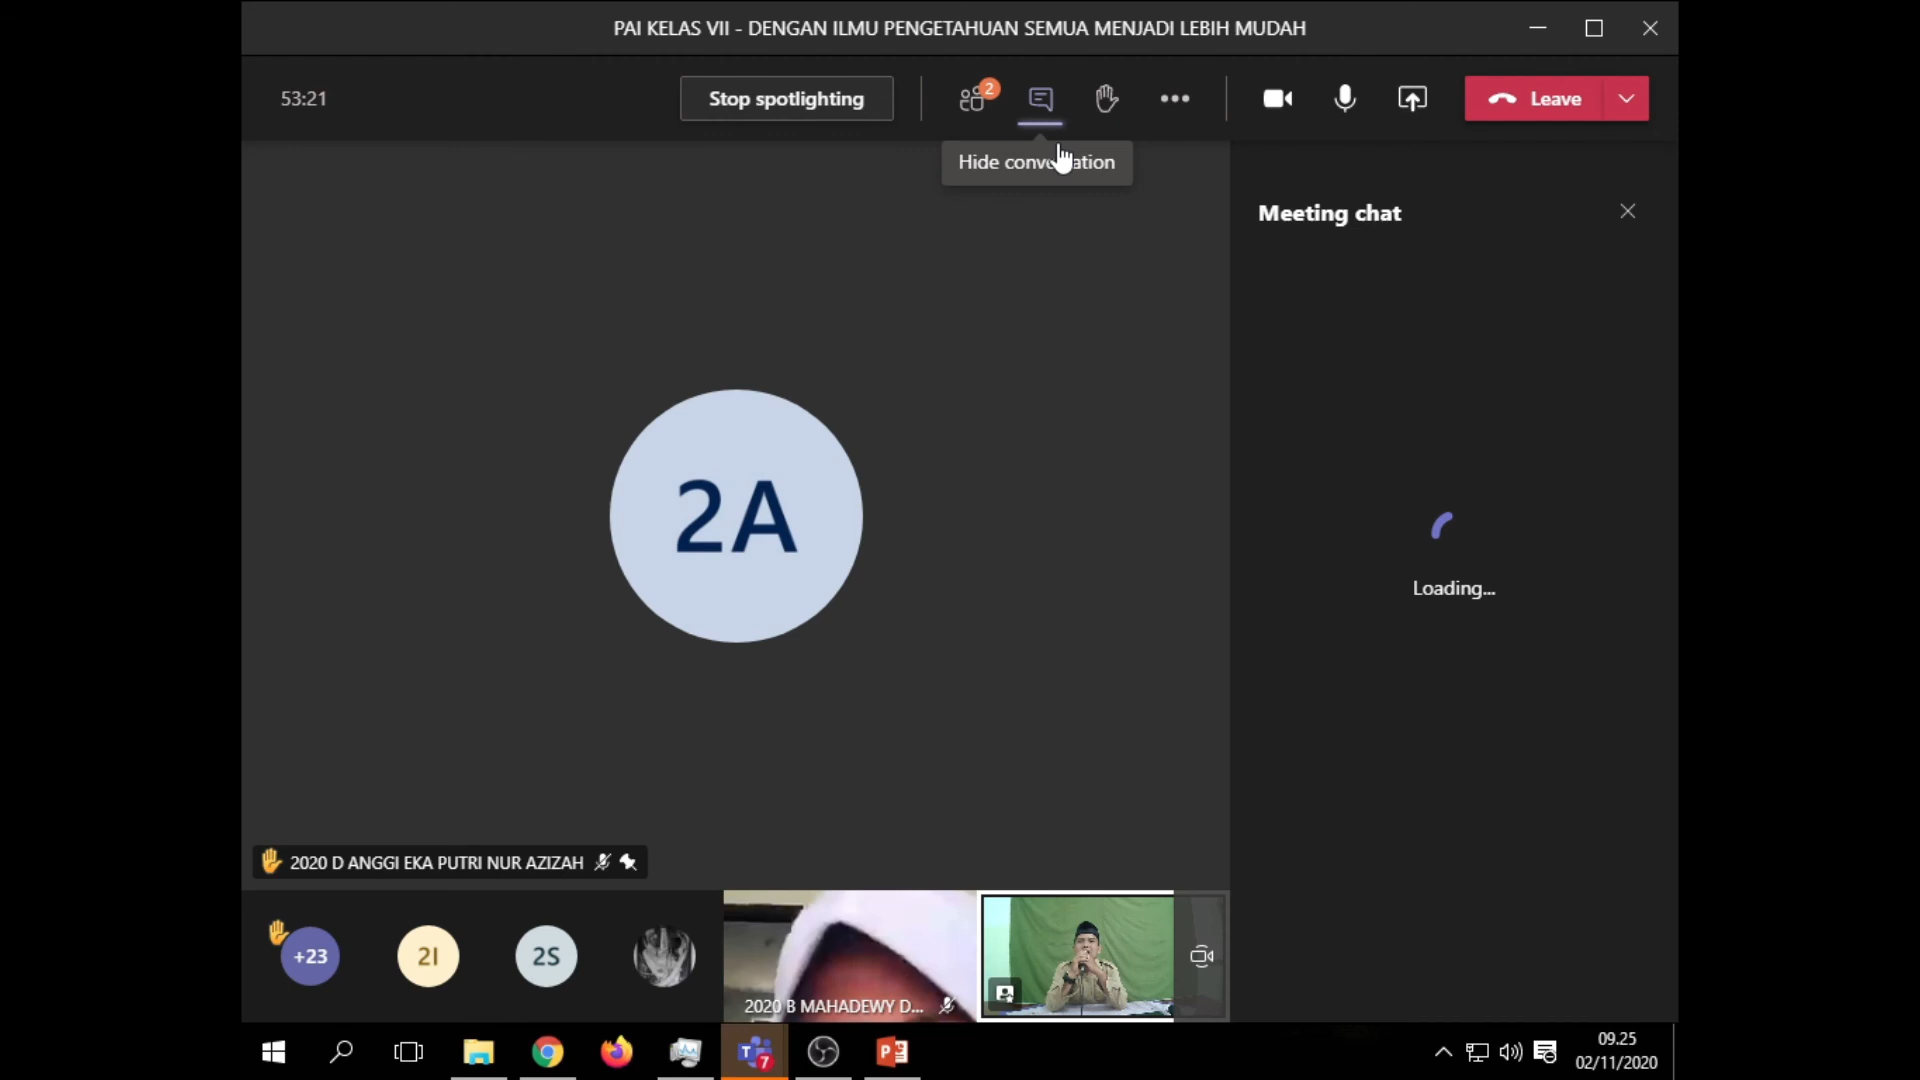 PAI KELAS VII - DENGAN ILMU PENGETAHUAN SEMUA MENJADI LEBIH MUDAH
53:21
Stop spotlighting
2
Leave
Hide conve ation
Meeting chat
2A
Loading...
2020 D ANGGI EKA PUTRI NUR AZIZAH
+23
2I
2S
2020 B MAHADEWY D...
T
7
P
09.25
02/11/2020